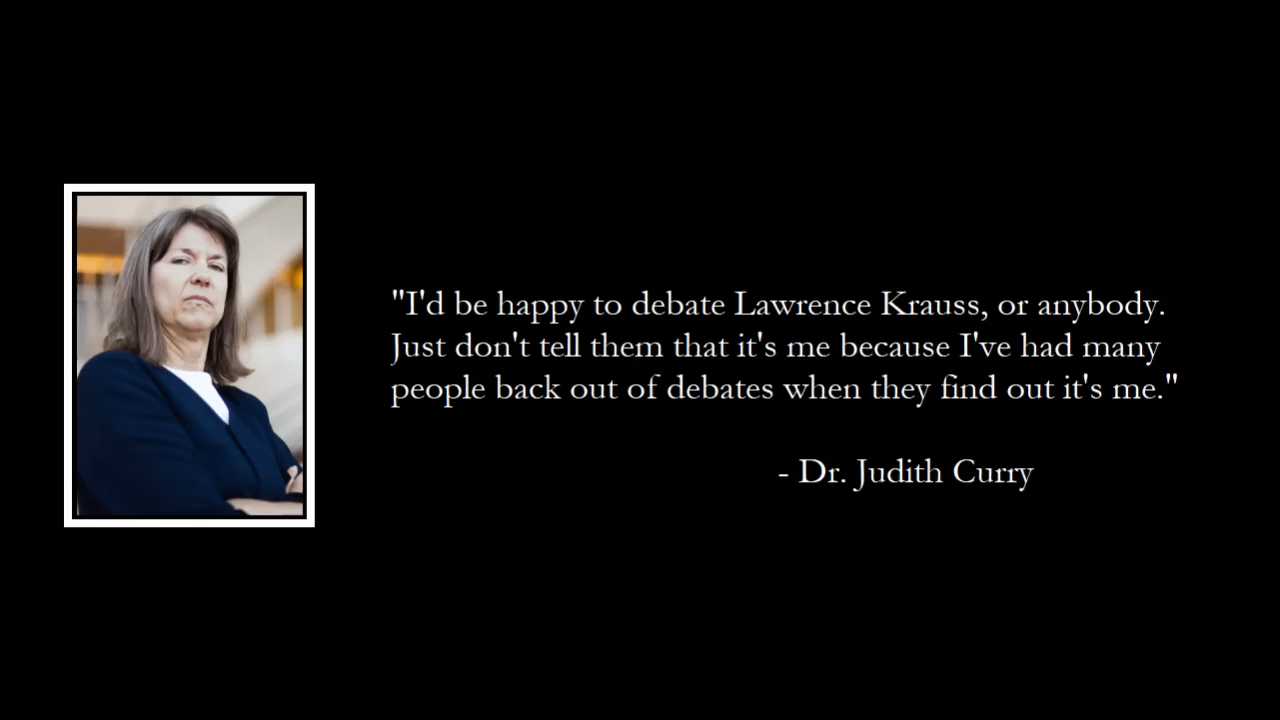 "I'd be happy to debate Lawrence Krauss, or anybody.
Just don't tell them that it's me because I've had many
people back out of debates when they find out it's me."
- Dr. Judith Curry